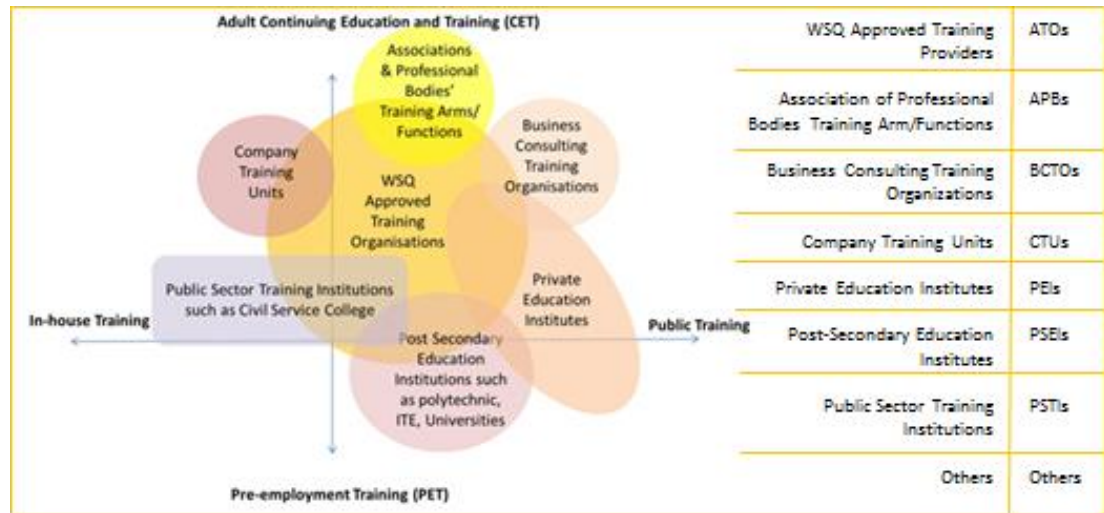 Adult Continuing Education and Training (CET)
Associations
& Professional
Bodies'
Training Arms/
Functions
Business
Consulting
Training
Organisations
Company
Training
Units
WSQ
Approved
Training
Organisations
Public Sector Training Institutions
such as Civil Service College
Private
Education
Institutes
In-house Training
Public Training
Post Secondary
Education
Institutions such
as polytechnic,
ITE, Universities
Pre-employment Training (PET)
WSQ Approved Training ATOs
Providers
Association of Professional APBs
Bodies Training Arm/Functions
Business Consulting Training BCTOs
Organizations
Company Training Units CTUs
Private Education Institutes PEIs
Post-Secondary Education PSEIs
Institutes
Public Sector Training PSTIs
Institutions
Others Others